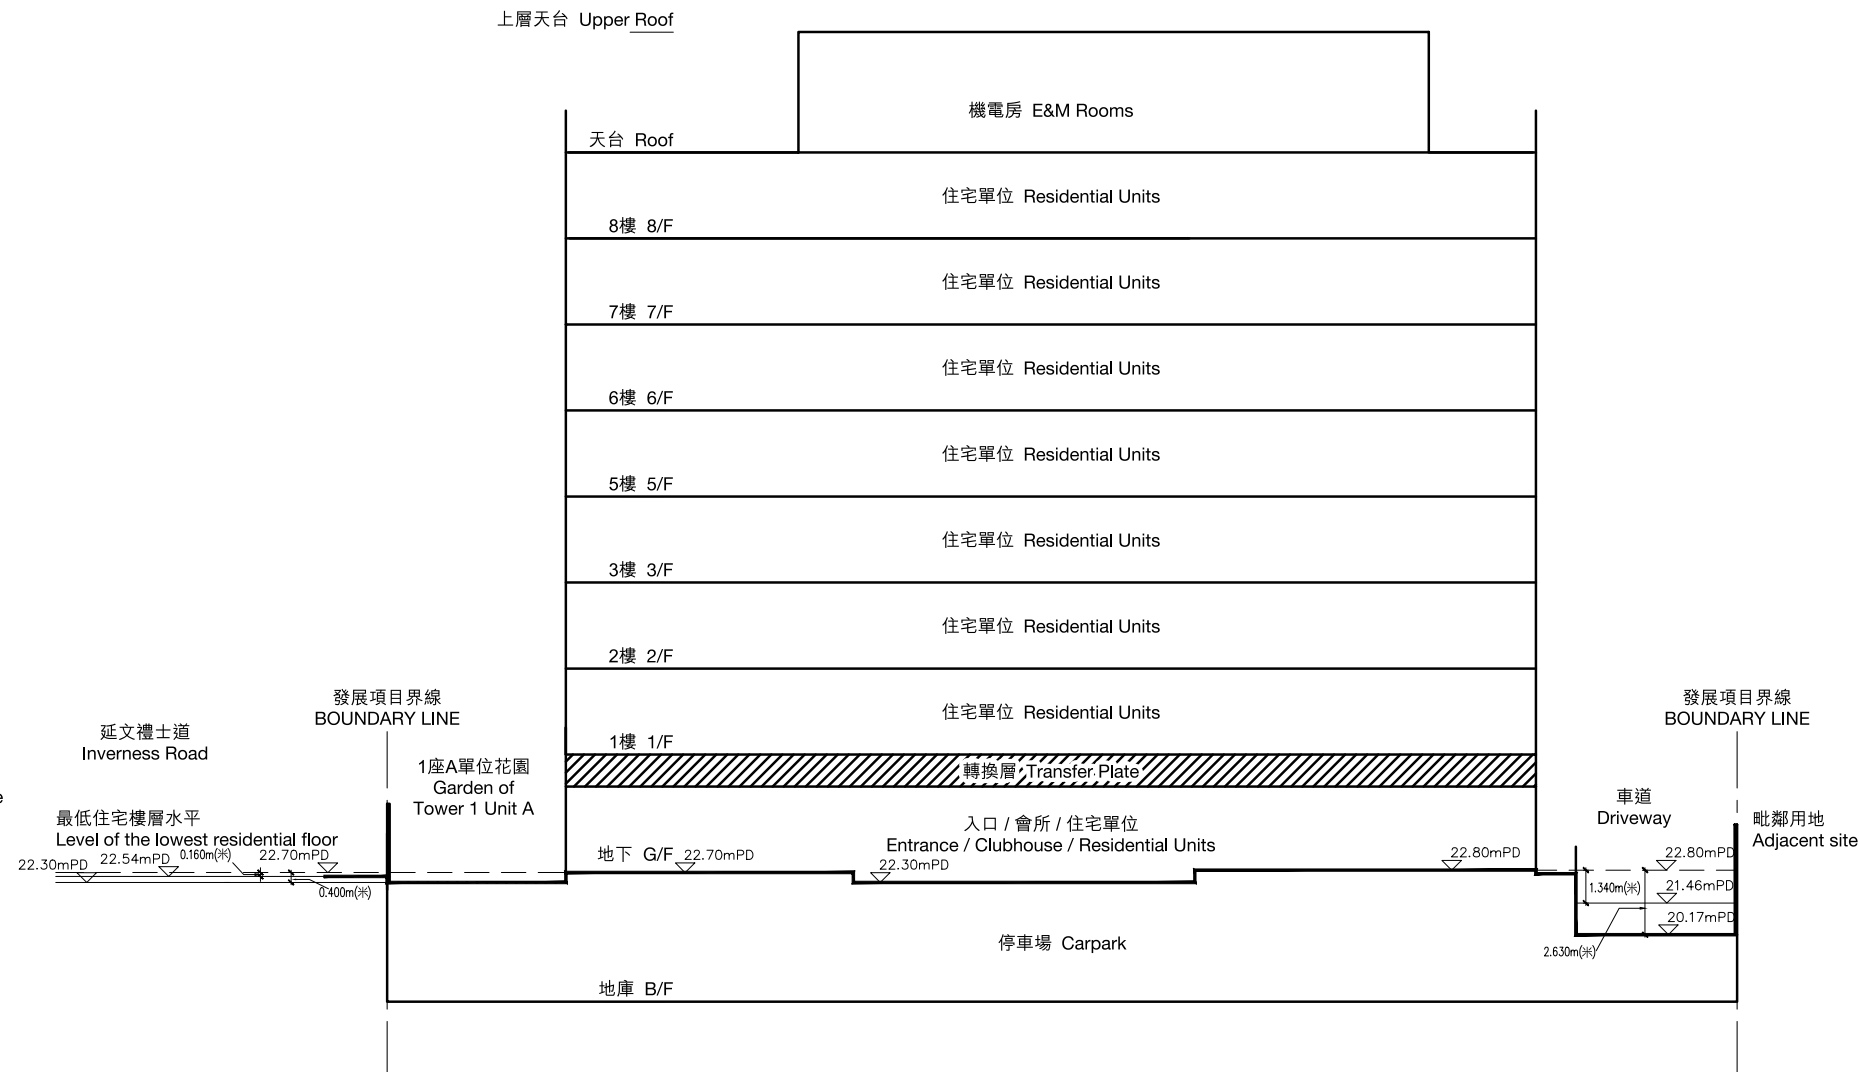 上層天台 Upper Roof
機電房 E&M Rooms
天台 Roof
住宅單位 Residential Units
8樓 8/F
住宅單位 Residential Units
7樓 7/F
住宅單位 Residential Units
6樓 6/F
住宅單位 Residential Units
5樓 5/F
住宅單位 Residential Units
3樓 3/F
住宅單位 Residential Units
2樓 2/F
住宅單位 Residential Units
1樓 1/F
轉換層 Transfer Plate
發展項目界線
BOUNDARY LINE
延文禮士道
Inverness Road
1座A單位花園
Garden of
Tower 1 Unit A
最低住宅樓層水平
Level of the lowest residential floor
22.30mPD
22.54mPD
0.160m(米)
22.70mPD
0.400m(米)
入口 / 會所 / 住宅單位
Entrance / Clubhouse / Residential Units
地下 G/F
22.70mPD
22.30mPD
22.80mPD
發展項目界線
BOUNDARY LINE
車道
Driveway
毗鄰用地
Adjacent site
22.80mPD
1.340m(米)
21.46mPD
20.17mPD
2.630m(米)
停車場 Carpark
地庫 B/F